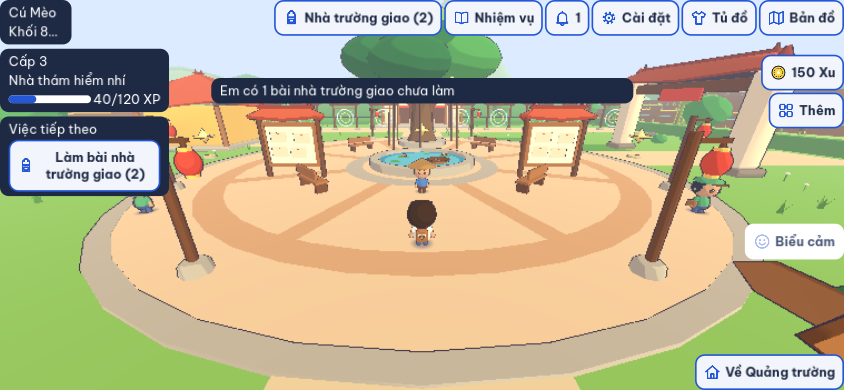 Cú Mèo
Khối 8...
Nhà trường giao (2)
Nhiệm vụ
1
Cài đặt
Tủ đồ
Bản đồ
Cấp 3
Nhà thám hiểm nhí
40/120 XP
Em có 1 bài nhà trường giao chưa làm
150 Xu
Thêm
Việc tiếp theo
Làm bài nhà
trường giao (2)
Biểu cảm
Về Quảng trường